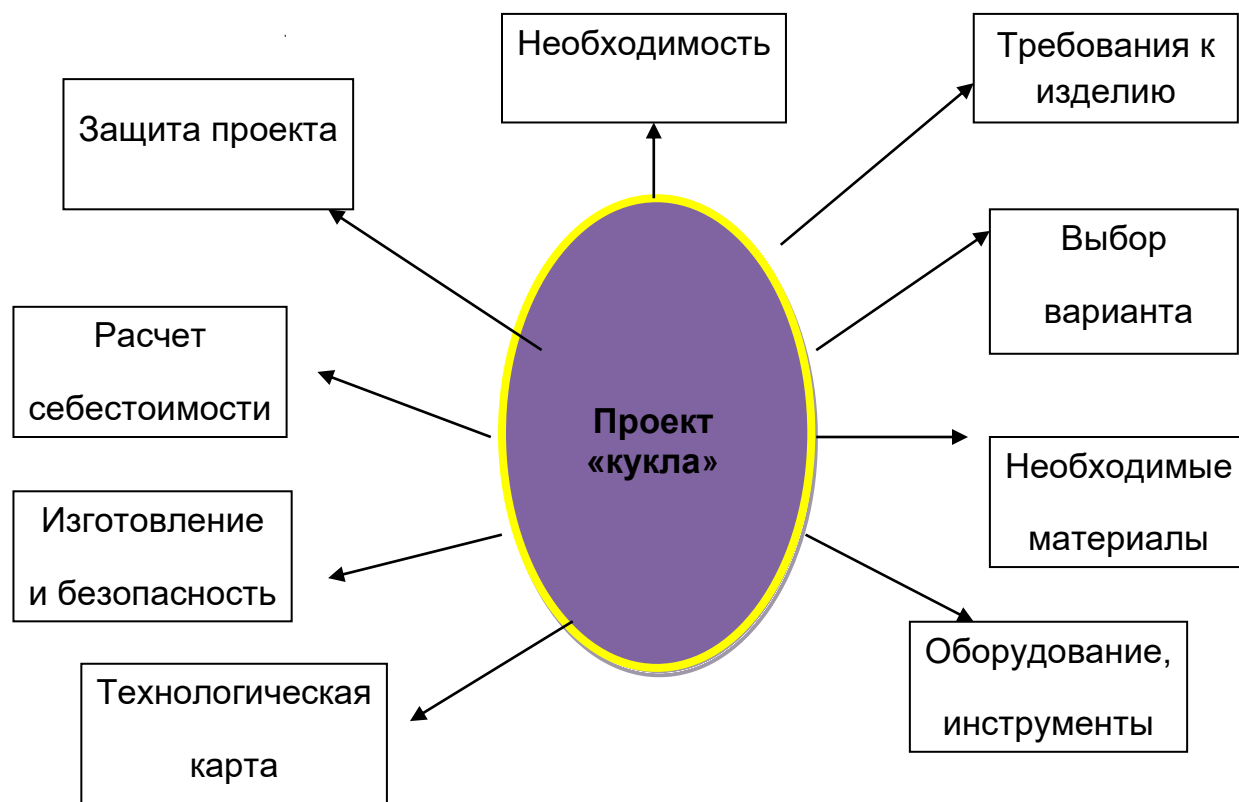 Необходимость
Требования к
изделию
Защита проекта
Выбор
варианта
Расчет
себестоимости
Проект
«кукла»
Необходимые
материалы
Изготовление
и безопасность
Оборудование,
инструменты
Технологическая
карта